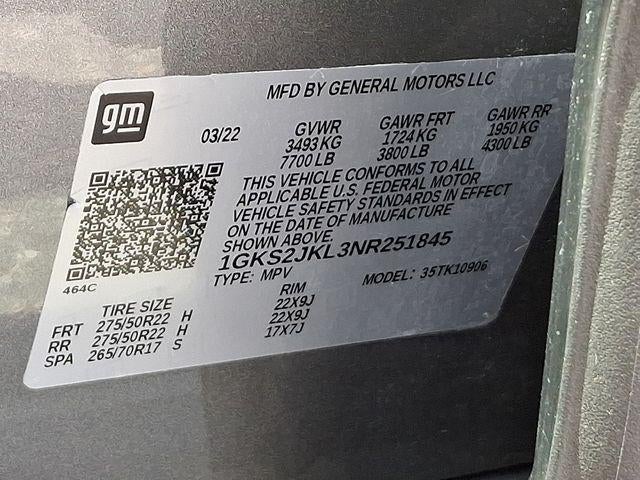 gm
MFD BY GENERAL MOTORS LLC
03/22 GVWR GAWR FRT GAWR RR
3493 KG 1724 KG 1950 KG
7700 LB 3800 LB 4300 LB
THIS VEHICLE CONFORMS TO ALL
APPLICABLE U.S. FEDERAL MOTOR
VEHICLE SAFETY STANDARDS IN EFFECT
ON THE DATE OF MANUFACTURE
SHOWN ABOVE.
1GKS2JKL3NR251845
TYPE: MPV MODEL: 35TK10906
464C
TIRE SIZE RIM
FRT 275/50R22 H 22X9J
RR 275/50R22 H 22X9J
SPA 265/70R17 S 17X7J